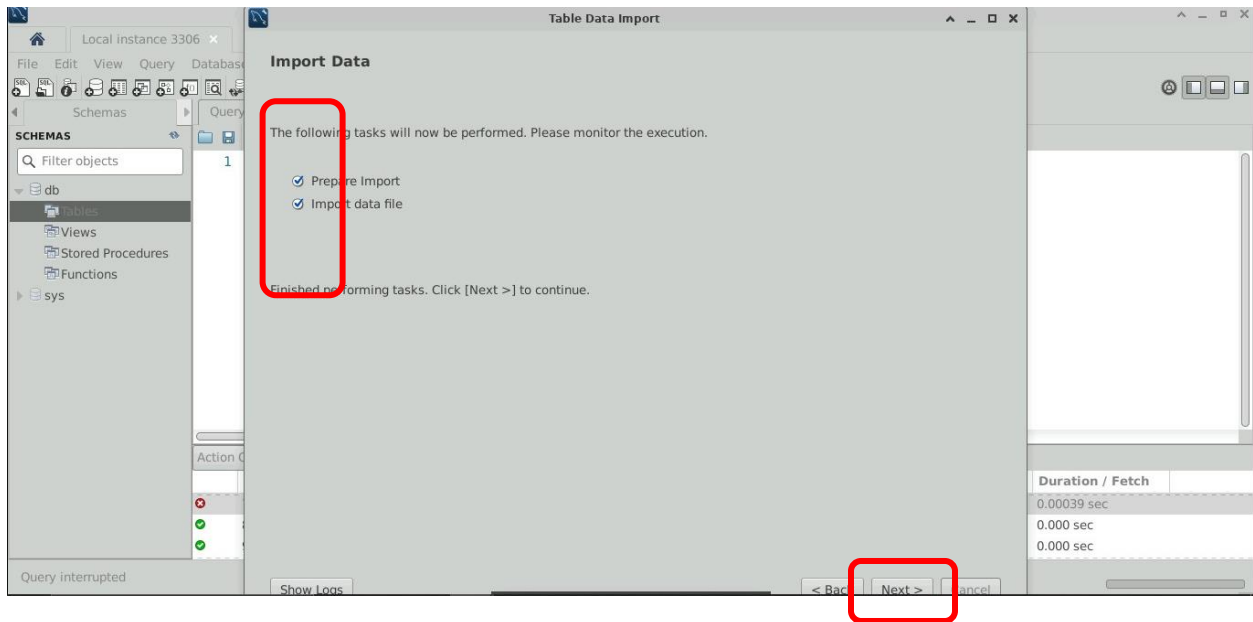 Table Data Import
Local instance 3306
File Edit View Query Databas
Import Data
Schemas
Query
SCHEMAS
The following tasks will now be performed. Please monitor the execution.
Filter objects
1
db
Prepare Import
Import data file
Tables
Views
Stored Procedures
Functions
sys
Finished performing tasks. Click [Next >] to continue.
Action
Duration / Fetch
0.00039 sec
0.000 sec
0.000 sec
Query interrupted
Show Logs
< Back
Next >
Cancel